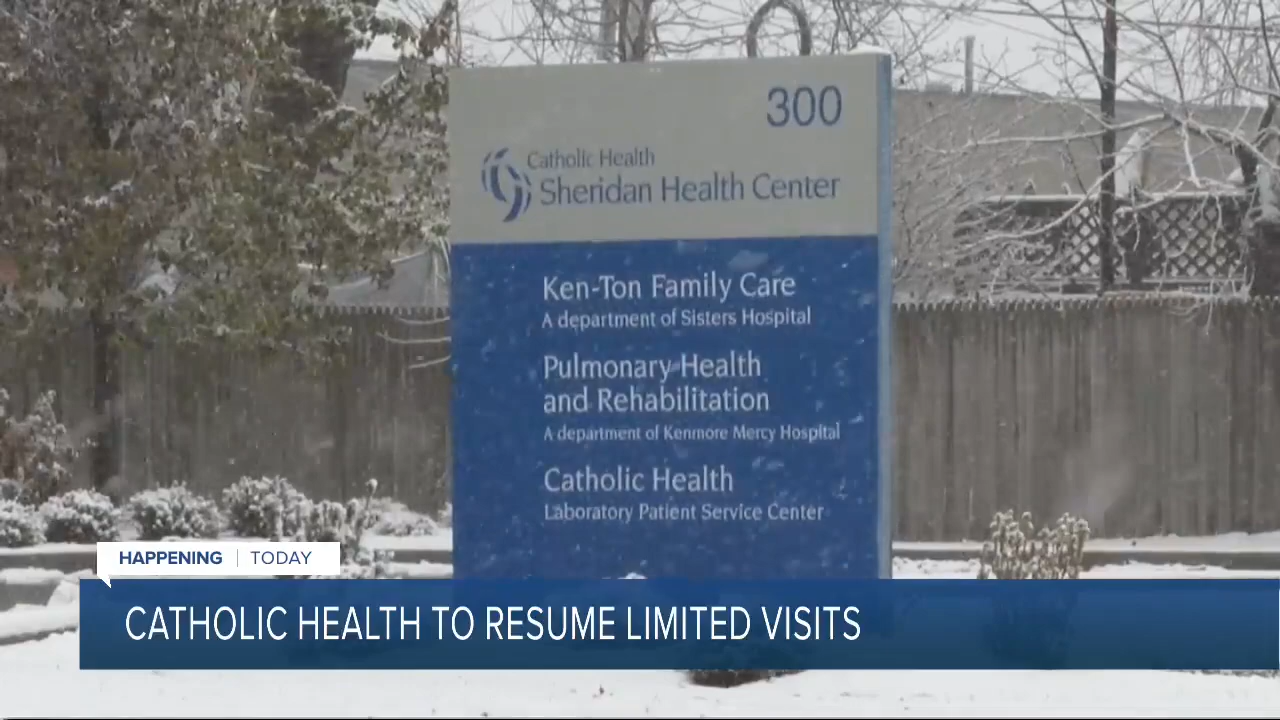 300
Catholic Health
Sheridan Health Center
Ken-Ton Family Care
A department of Sisters Hospital
Pulmonary Health
and Rehabilitation
A department of Kenmore Mercy Hospital
Catholic Health
Laboratory Patient Service Center
HAPPENING | TODAY
CATHOLIC HEALTH TO RESUME LIMITED VISITS